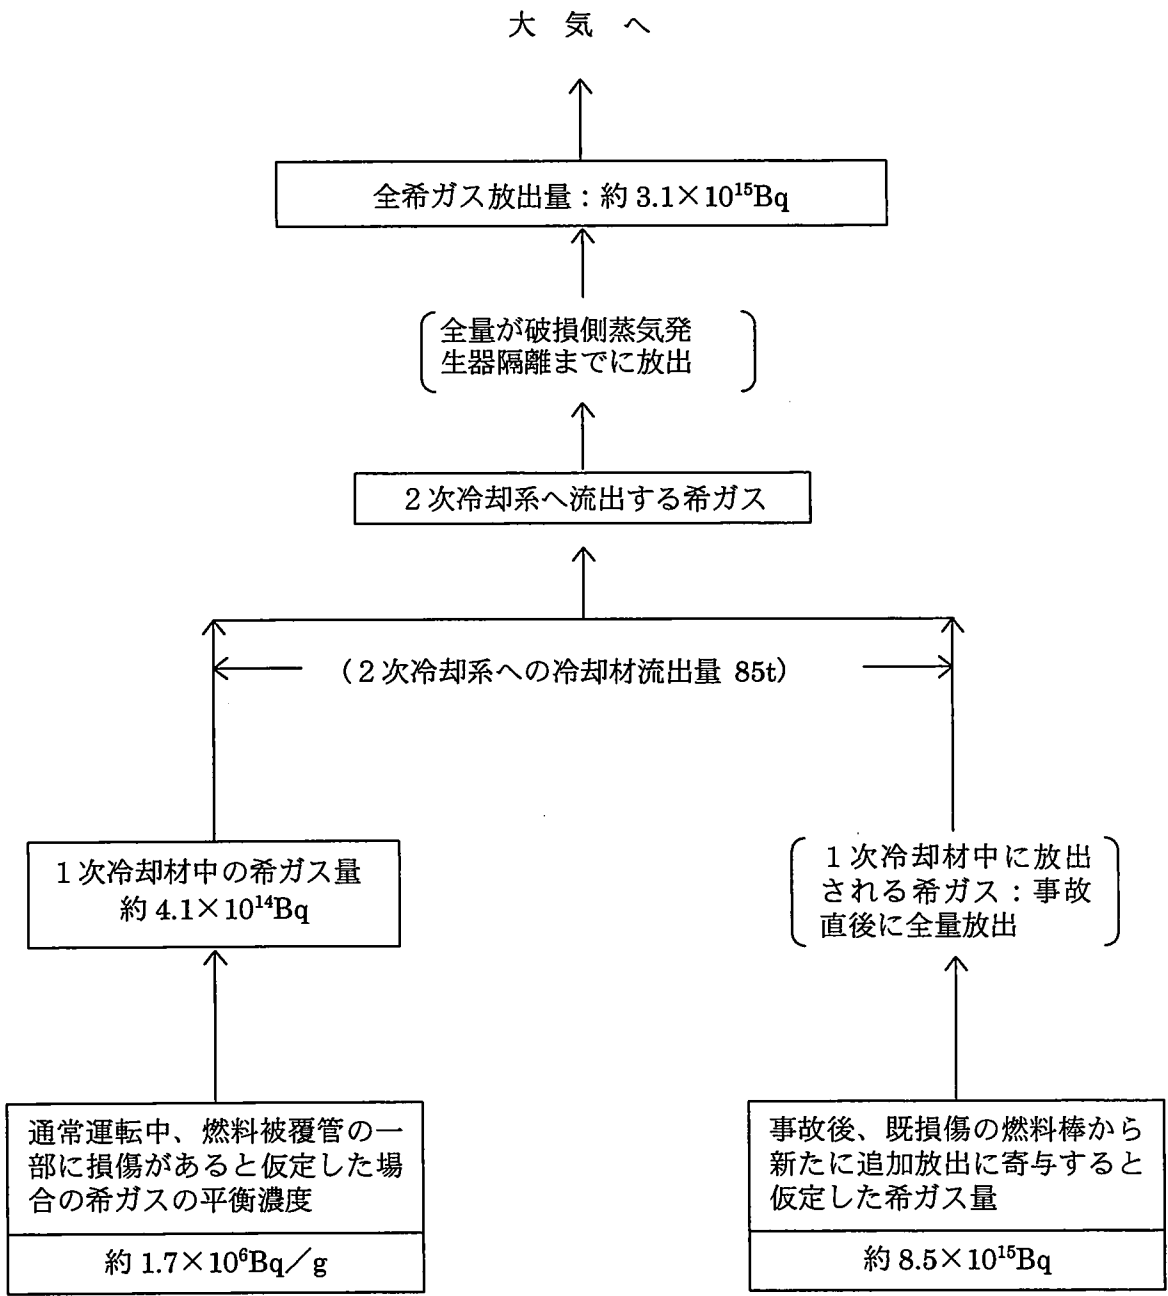 大 気 へ
全希ガス放出量：約 3.1×10¹⁵Bq
全量が破損側蒸気発
生器隔離までに放出
２次冷却系へ流出する希ガス
（２次冷却系への冷却材流出量 85t）
１次冷却材中の希ガス量
約 4.1×10¹⁴Bq
１次冷却材中に放出
される希ガス：事故
直後に全量放出
通常運転中、燃料被覆管の一
部に損傷があると仮定した場
合の希ガスの平衡濃度
約 1.7×10⁶Bq／g
事故後、既損傷の燃料棒から
新たに追加放出に寄与すると
仮定した希ガス量
約 8.5×10¹⁵Bq